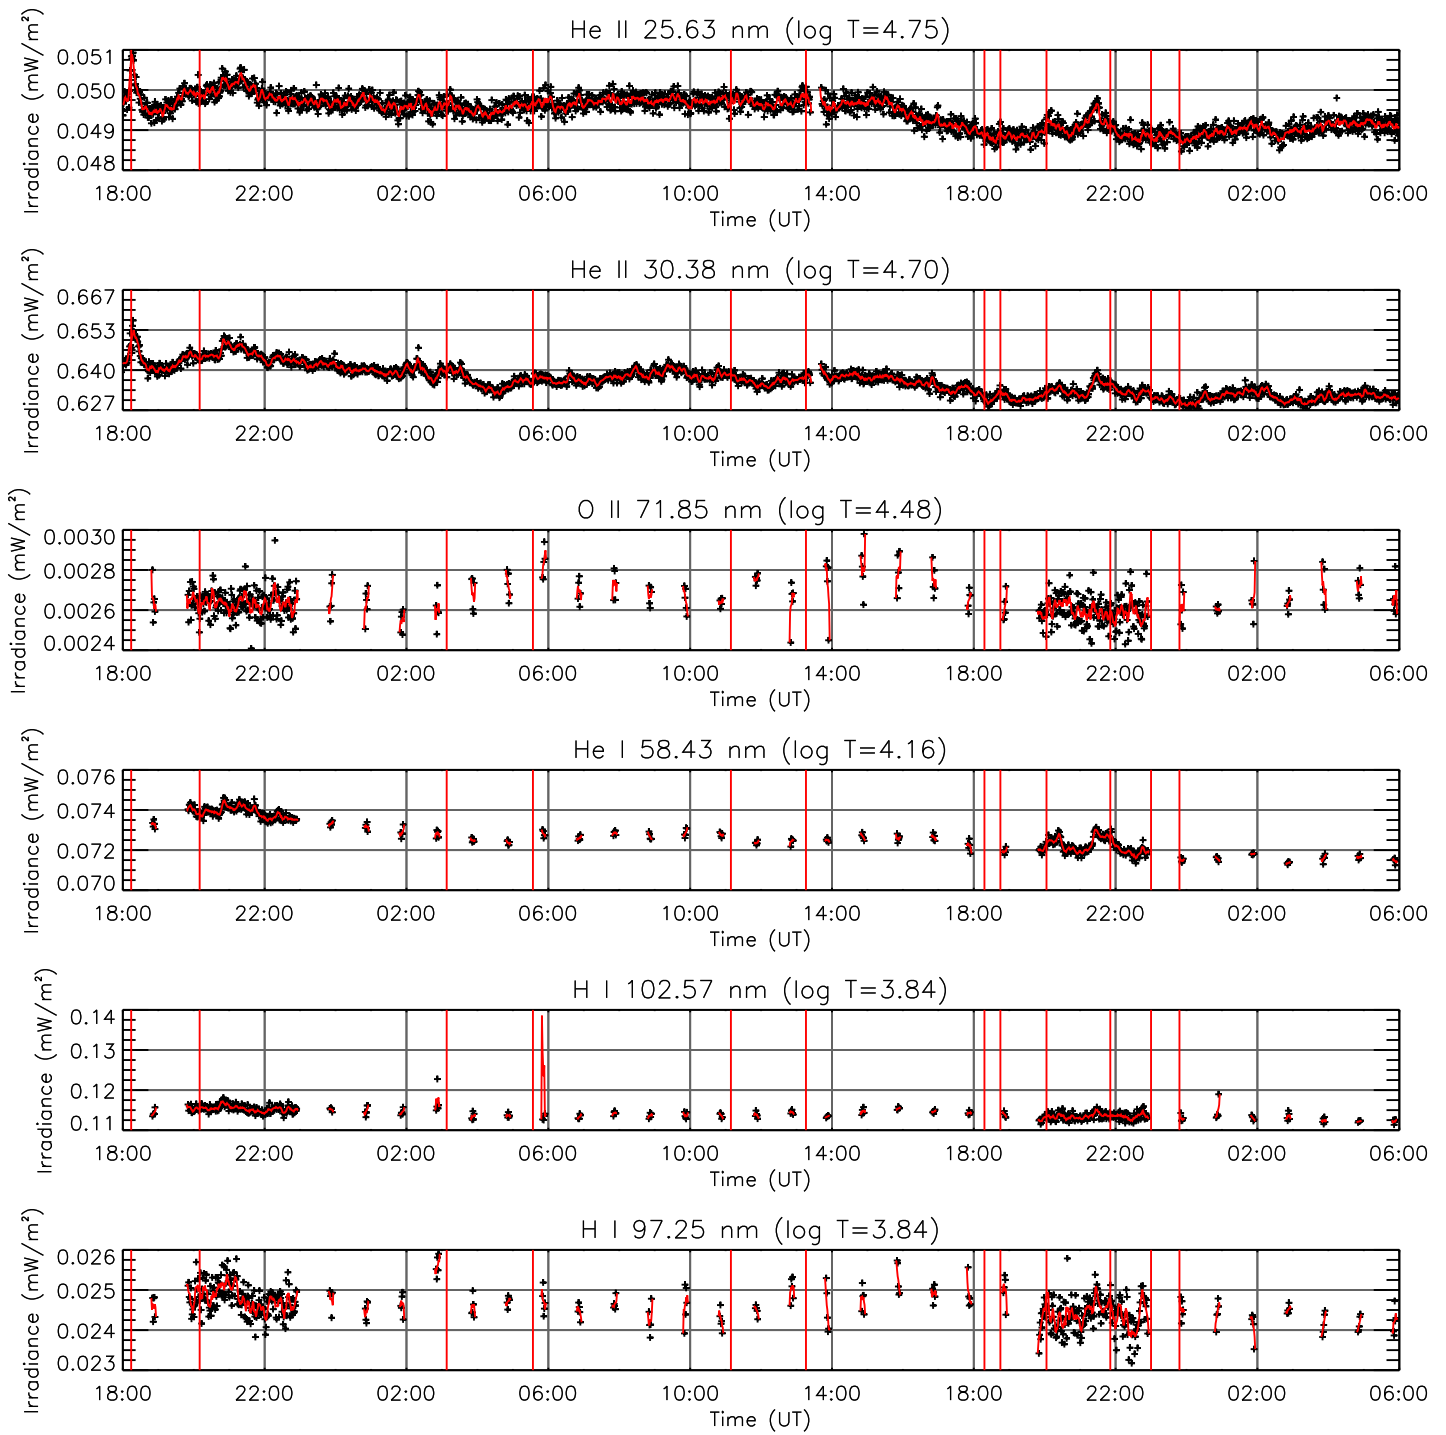 He II 25.63 nm (log T=4.75)
Irradiance (mW/m²)
0.051
0.050
0.049
0.048
18:00 22:00 02:00 06:00 10:00 14:00 18:00 22:00 02:00 06:00
Time (UT)
He II 30.38 nm (log T=4.70)
Irradiance (mW/m²)
0.667
0.653
0.640
0.627
18:00 22:00 02:00 06:00 10:00 14:00 18:00 22:00 02:00 06:00
Time (UT)
O II 71.85 nm (log T=4.48)
Irradiance (mW/m²)
0.0030
0.0028
0.0026
0.0024
18:00 22:00 02:00 06:00 10:00 14:00 18:00 22:00 02:00 06:00
Time (UT)
He I 58.43 nm (log T=4.16)
Irradiance (mW/m²)
0.076
0.074
0.072
0.070
18:00 22:00 02:00 06:00 10:00 14:00 18:00 22:00 02:00 06:00
Time (UT)
H I 102.57 nm (log T=3.84)
Irradiance (mW/m²)
0.14
0.13
0.12
0.11
18:00 22:00 02:00 06:00 10:00 14:00 18:00 22:00 02:00 06:00
Time (UT)
H I 97.25 nm (log T=3.84)
Irradiance (mW/m²)
0.026
0.025
0.024
0.023
18:00 22:00 02:00 06:00 10:00 14:00 18:00 22:00 02:00 06:00
Time (UT)